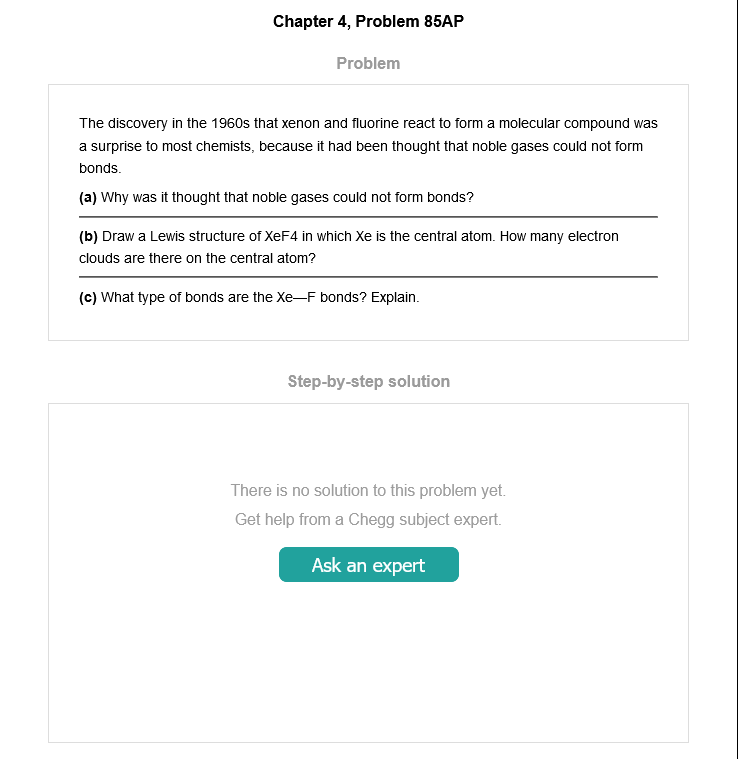 Chapter 4, Problem 85AP
Problem
The discovery in the 1960s that xenon and fluorine react to form a molecular compound was
a surprise to most chemists, because it had been thought that noble gases could not form
bonds.
(a) Why was it thought that noble gases could not form bonds?
(b) Draw a Lewis structure of XeF4 in which Xe is the central atom. How many electron
clouds are there on the central atom?
(c) What type of bonds are the Xe—F bonds? Explain.
Step-by-step solution
There is no solution to this problem yet.
Get help from a Chegg subject expert.
Ask an expert